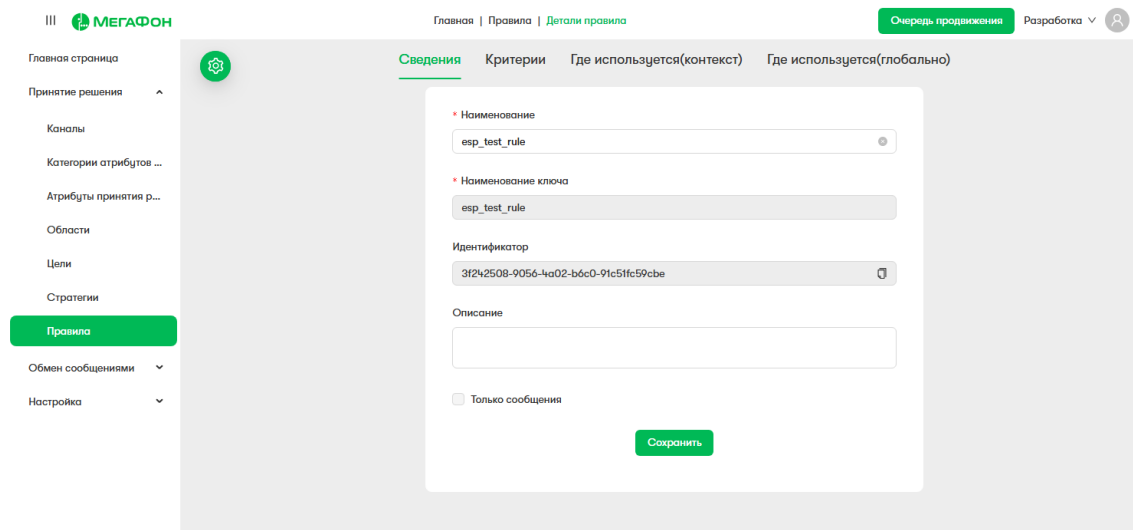 МЕГАФОН
Главная | Правила | Детали правила
Очередь продвижения
Разработка
Главная страница
Принятие решения
Каналы
Категории атрибутов ...
Атрибуты принятия р...
Области
Цели
Стратегии
Правила
Обмен сообщениями
Настройка
Сведения Критерии Где используется(контекст) Где используется(глобально)
* Наименование
esp_test_rule
* Наименование ключа
esp_test_rule
Идентификатор
3f242508-9056-4a02-b6c0-91c51fc59cbe
Описание
Только сообщения
Сохранить